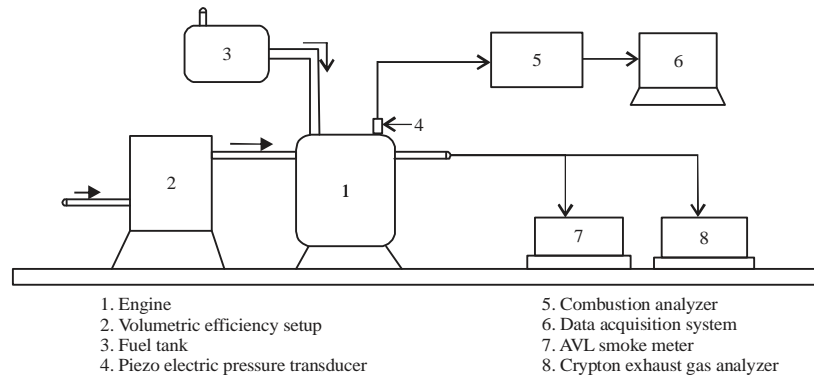 3
5
6
4
2
1
7
8
1. Engine
2. Volumetric efficiency setup
3. Fuel tank
4. Piezo electric pressure transducer
5. Combustion analyzer
6. Data acquisition system
7. AVL smoke meter
8. Crypton exhaust gas analyzer